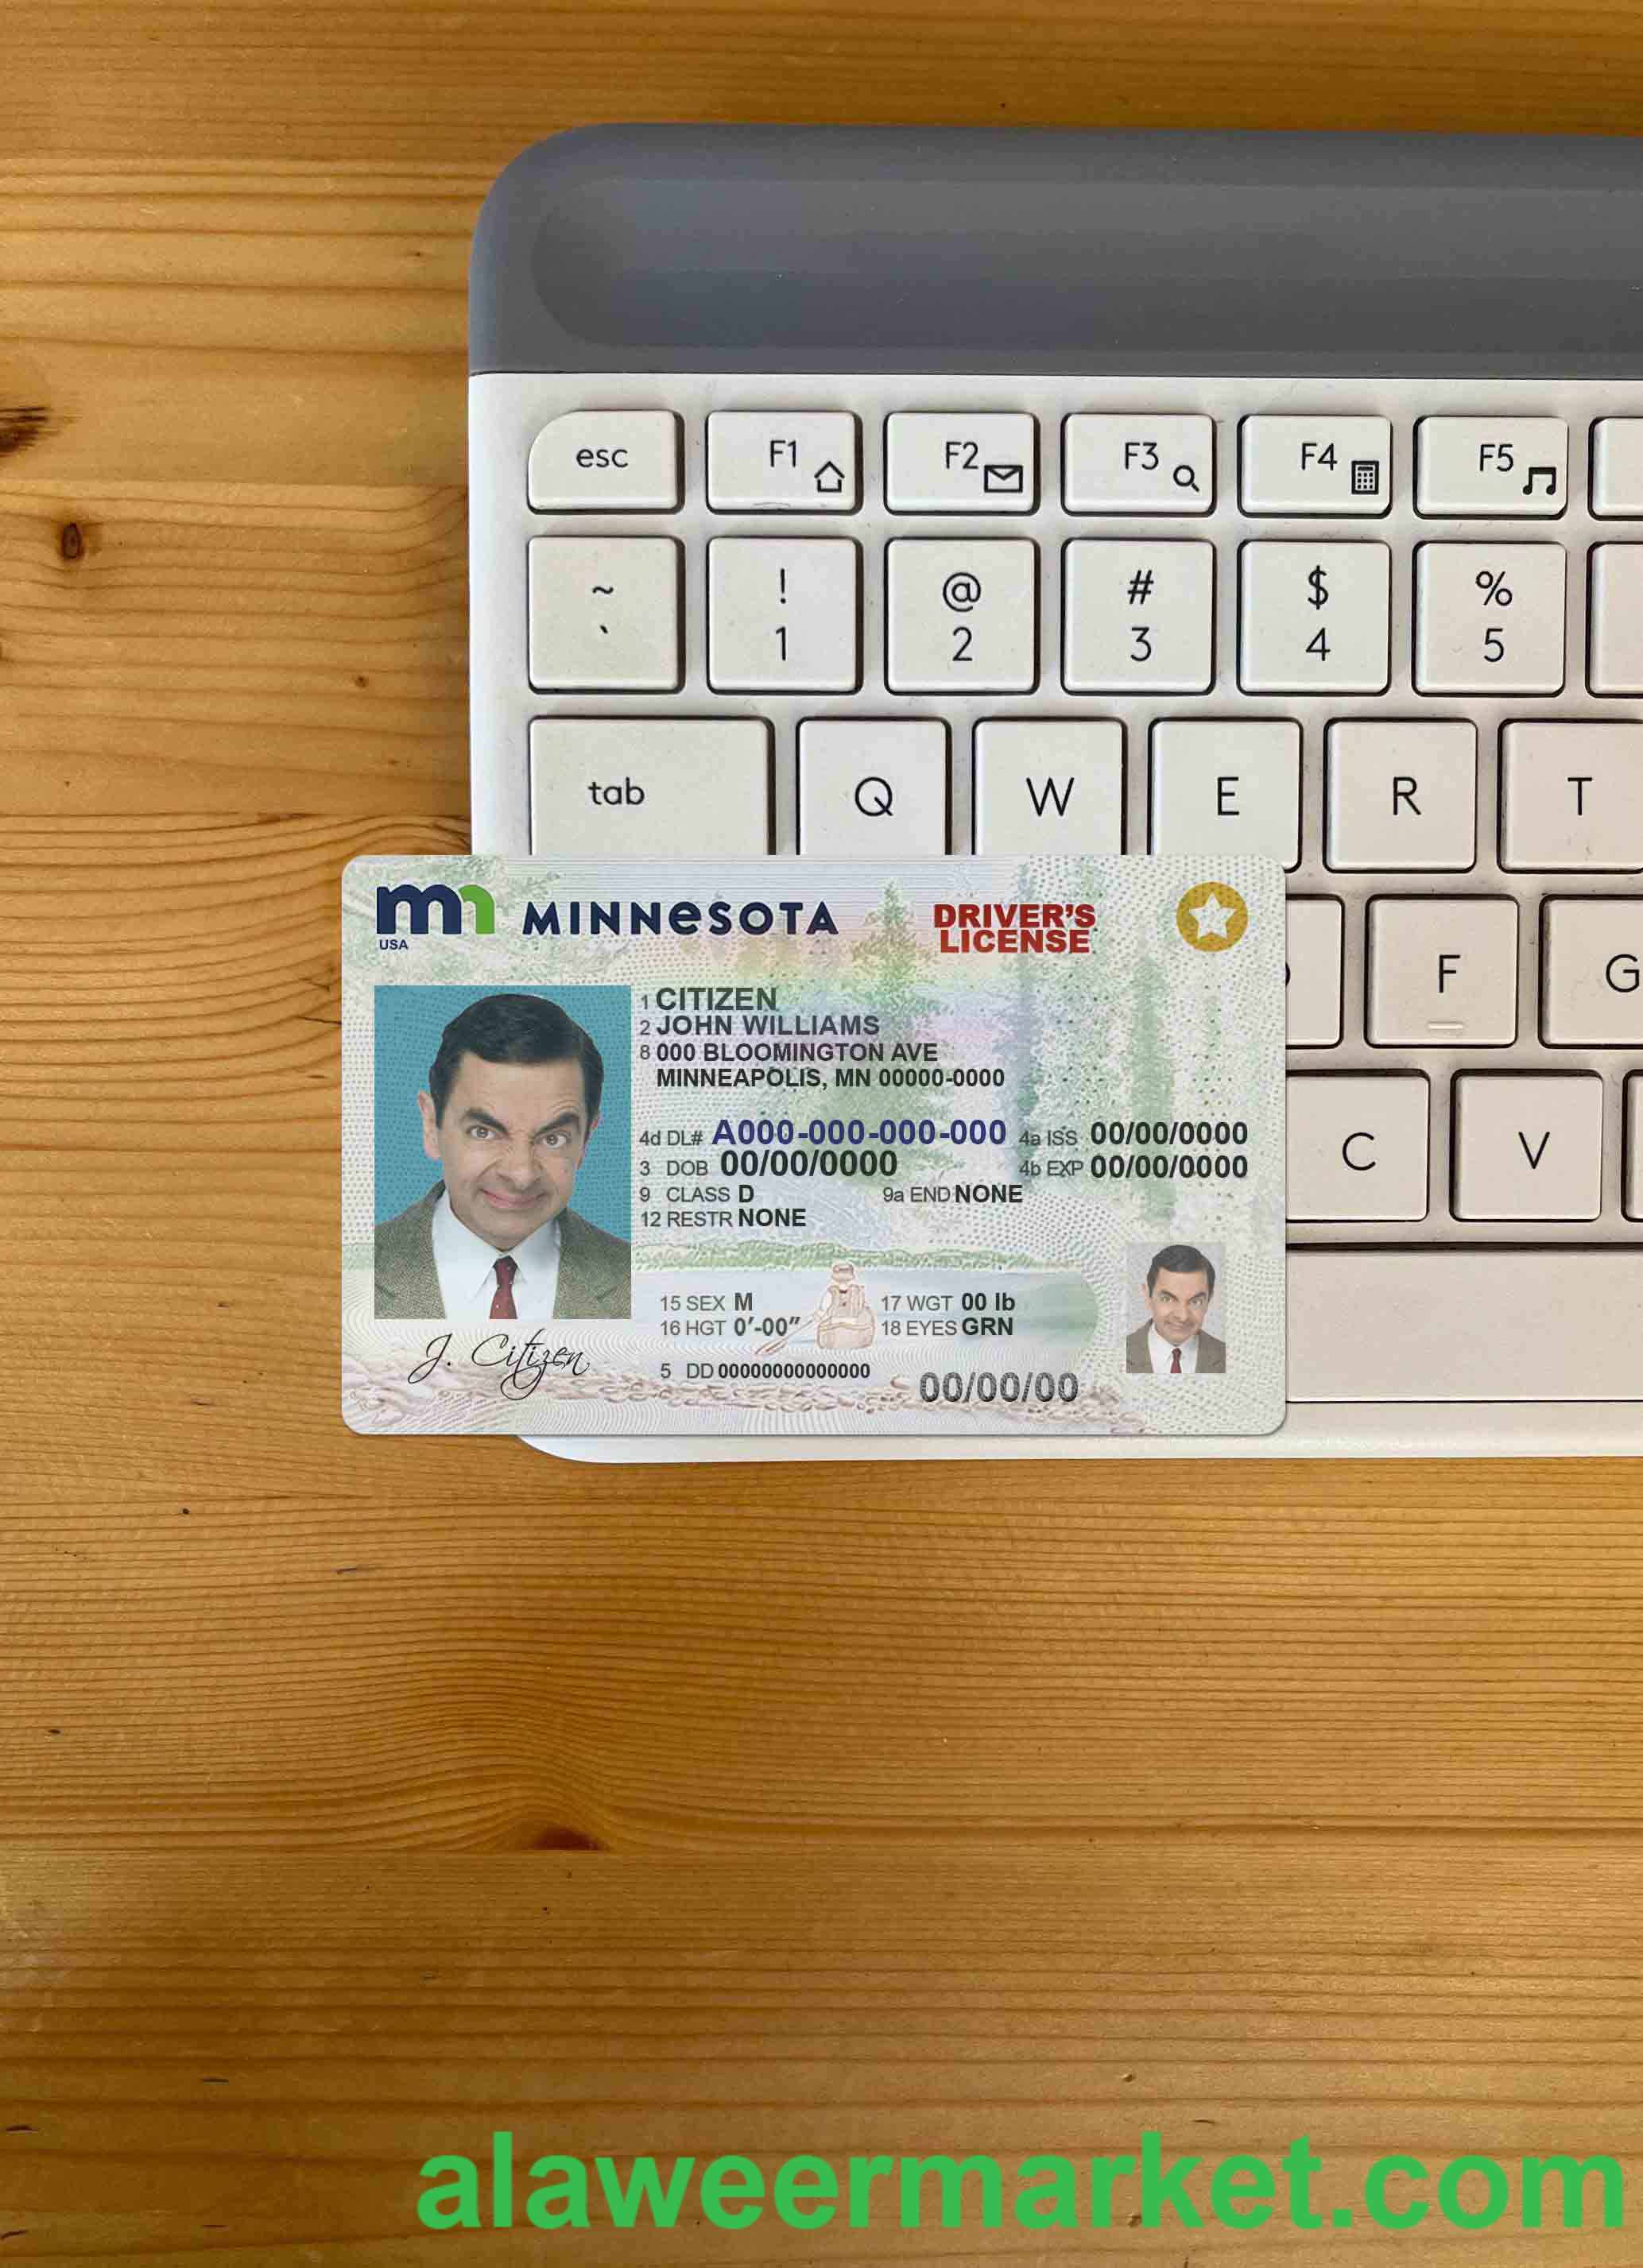 esc F1 F2 F3 F4 F5
~ ! @ # $ %
` 1 2 3 4 5
tab Q W E R T
mn MINNESOTA DRIVER'S
USA LICENSE
F G
1 CITIZEN
2 JOHN WILLIAMS
8 000 BLOOMINGTON AVE
MINNEAPOLIS, MN 00000-0000
4d DL# A000-000-000-000 4a ISS 00/00/0000
3 DOB 00/00/0000 4b EXP 00/00/0000
C V
9 CLASS D 9a END NONE
12 RESTR NONE
15 SEX M 17 WGT 00 lb
16 HGT 0'-00" 18 EYES GRN
J. Citizen
5 DD 00000000000000 00/00/00
alaweermarket.com